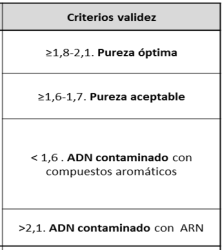 Criterios validez
≥1,8-2,1. Pureza óptima
≥1,6-1,7. Pureza aceptable
< 1,6 . ADN contaminado con
compuestos aromáticos
>2,1. ADN contaminado con ARN